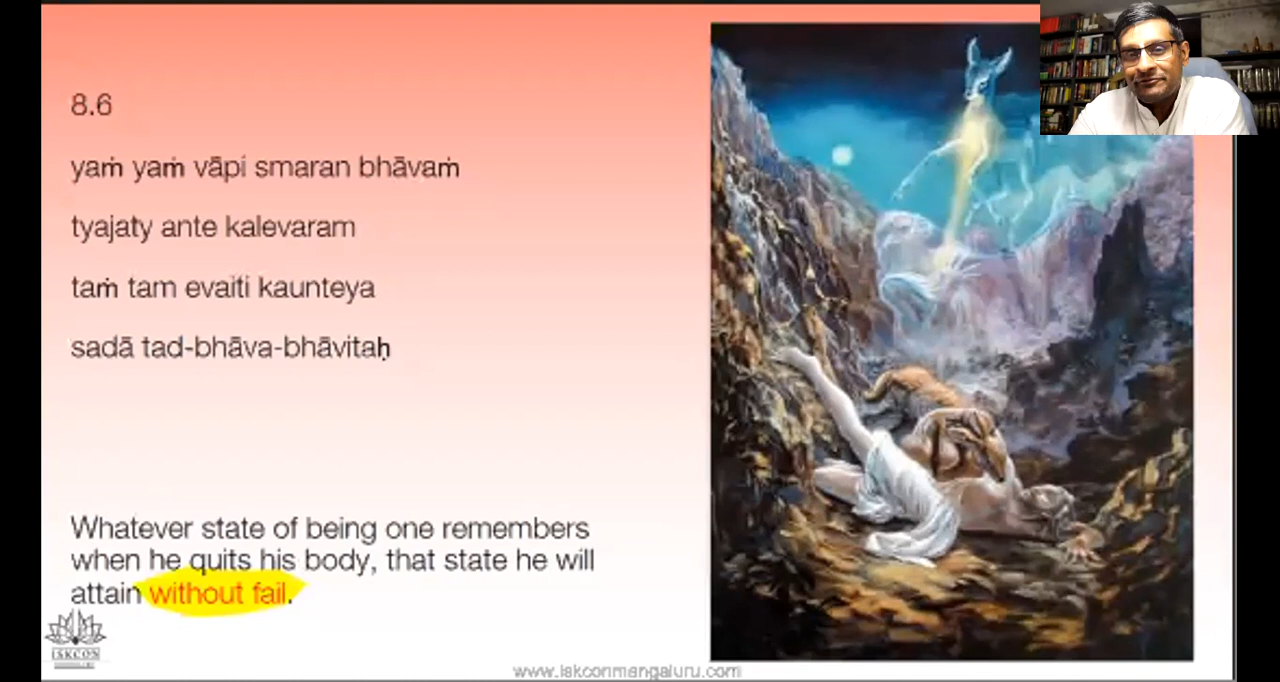 8.6
yaṁ yaṁ vāpi smaran bhāvaṁ
tyajaty ante kalevaram
taṁ tam evaiti kaunteya
sadā tad-bhāva-bhāvitaḥ
Whatever state of being one remembers
when he quits his body, that state he will
attain without fail.
ISKCON
www.iskconmangaluru.com